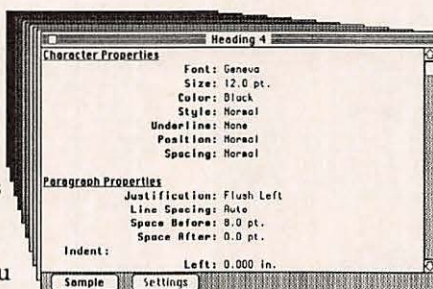 Heading 4
Character Properties
Font: Geneva
Size: 12.0 pt.
Color: Black
Style: Normal
Underline: None
Position: Normal
Spacing: Normal
Paragraph Properties
Justification: Flush Left
Line Spacing: Auto
Space Before: 8.0 pt.
Space After: 0.0 pt.
Indent:
Left: 0.000 in.
Sample Settings